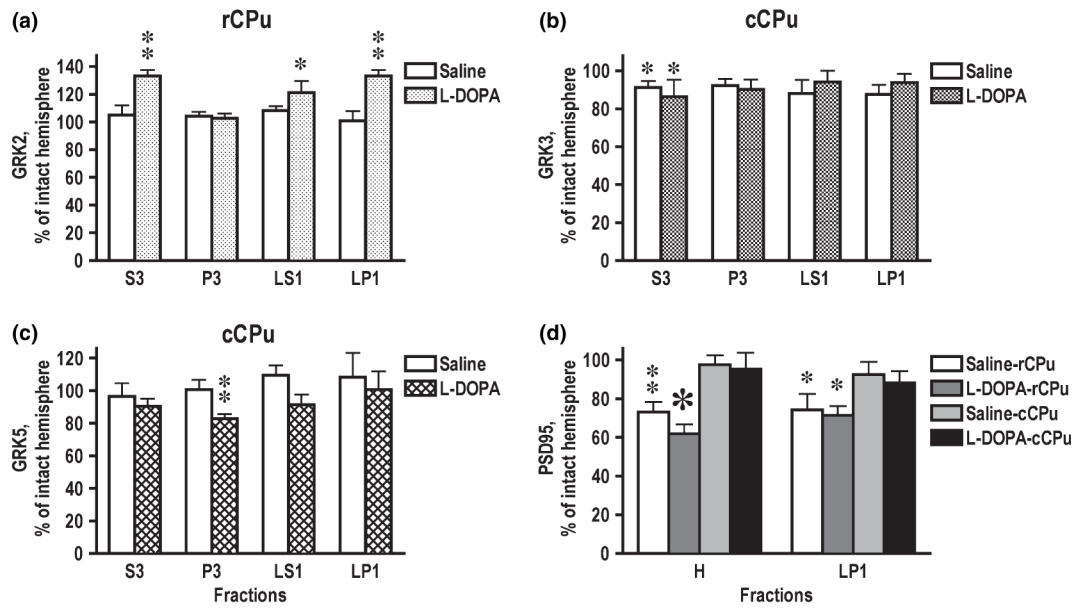 (a)
rCPu
GRK2,
% of intact hemisphere
140
120
100
80
60
40
20
0
**
*
**
S3
P3
LS1
LP1
Saline
L-DOPA
(b)
cCPu
GRK3,
% of intact hemisphere
100
80
60
40
20
0
*
*
S3
P3
LS1
LP1
Saline
L-DOPA
(c)
cCPu
GRK5,
% of intact hemisphere
120
100
80
60
40
20
0
**
S3
P3
LS1
LP1
Fractions
Saline
L-DOPA
(d)
PSD95,
% of intact hemisphere
100
80
60
40
20
0
**
*
*
*
H
LP1
Fractions
Saline-rCPu
L-DOPA-rCPu
Saline-cCPu
L-DOPA-cCPu